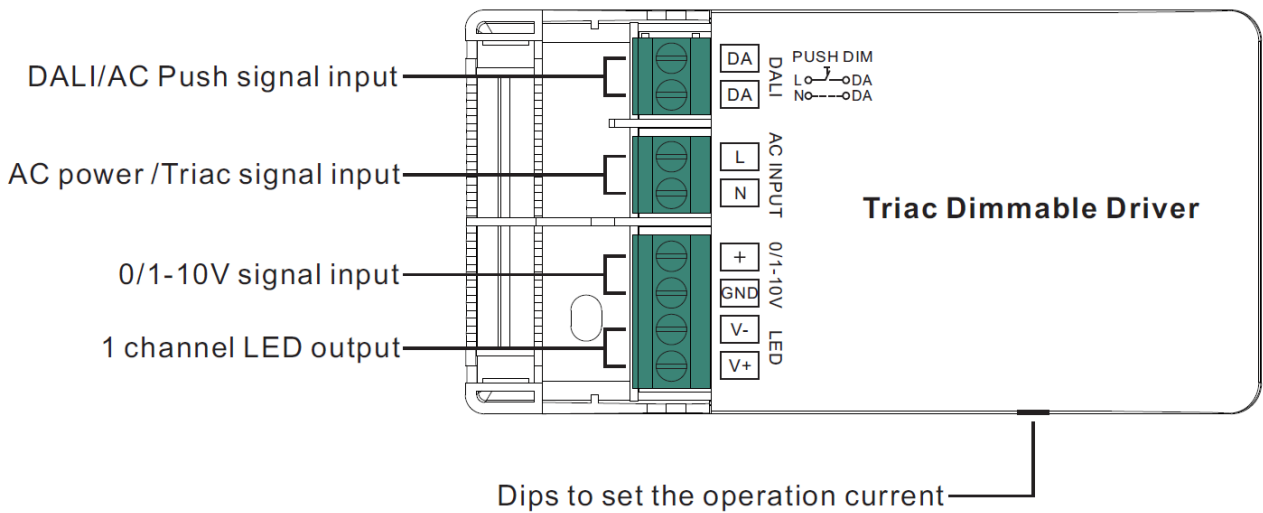 DALI/AC Push signal input
DA
DA
DALI
PUSH DIM
L DA
N DA
AC power /Triac signal input
L
N
AC INPUT
Triac Dimmable Driver
0/1-10V signal input
+
GND
0/1-10V
1 channel LED output
V-
V+
LED
Dips to set the operation current